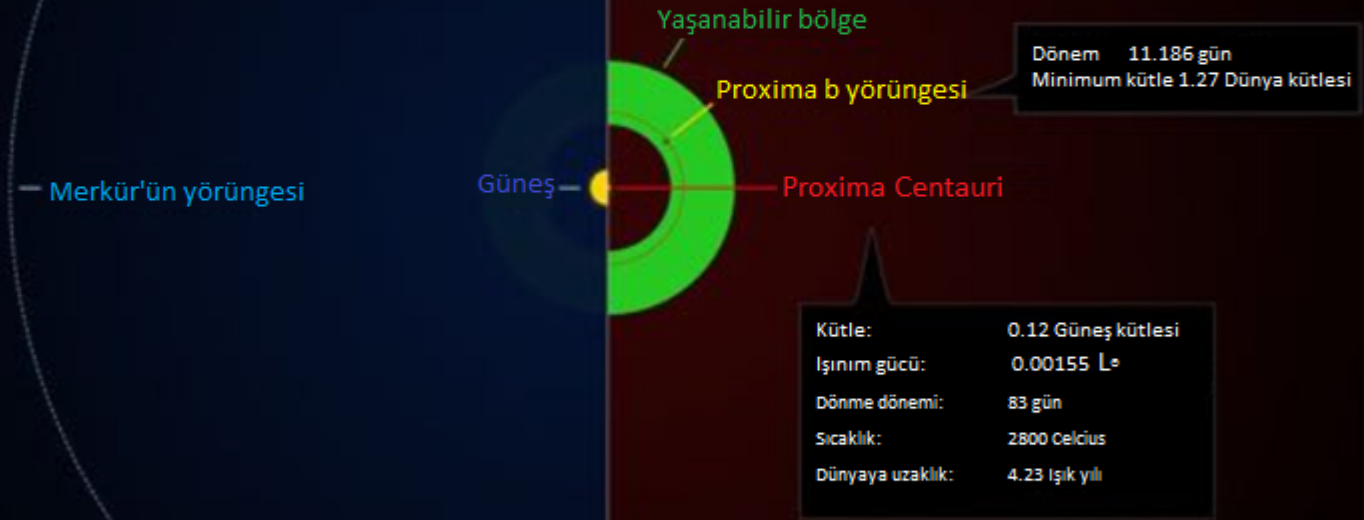 Yaşanabilir bölge
Proxima b yörüngesi
Dönem 11.186 gün
Minimum kütle 1.27 Dünya kütlesi
Merkür'ün yörüngesi
Güneş
Proxima Centauri
Kütle: 0.12 Güneş kütlesi
Işınım gücü: 0.00155 L⊙
Dönme dönemi: 83 gün
Sıcaklık: 2800 Celcius
Dünyaya uzaklık: 4.23 Işık yılı